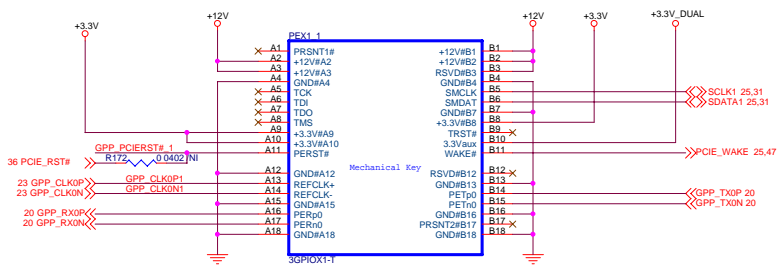 +3.3V +12V +12V +3.3V +3.3V_DUAL
PEX1_1
A1 PRSNT1# +12V#B1 B1
A2 +12V#A2 +12V#B2 B2
A3 +12V#A3 RSVD#B3 B3
A4 GND#A4 GND#B4 B4
A5 TCK SMCLK B5 SCLK1 25,31
A6 TDI SMDAT B6 SDATA1 25,31
A7 TDO GND#B7 B7
A8 TMS +3.3V#B8 B8
A9 +3.3V#A9 TRST# B9
A10 +3.3V#A10 3.3Vaux B10
GPP_PCIERST#_1 A11 PERST# WAKE# B11 PCIE_WAKE 25,47
36 PCIE_RST# R172 0 0402 /NI
Mechanical Key
A12 GND#A12 RSVD#B12 B12
23 GPP_CLK0P GPP_CLK0P1 A13 REFCLK+ GND#B13 B13
23 GPP_CLK0N GPP_CLK0N1 A14 REFCLK- PETp0 B14 GPP_TX0P 20
A15 GND#A15 PETn0 B15 GPP_TX0N 20
20 GPP_RX0P A16 PERp0 GND#B16 B16
20 GPP_RX0N A17 PERn0 PRSNT2#B17 B17
A18 GND#A18 GND#B18 B18
3GPIOX1-T